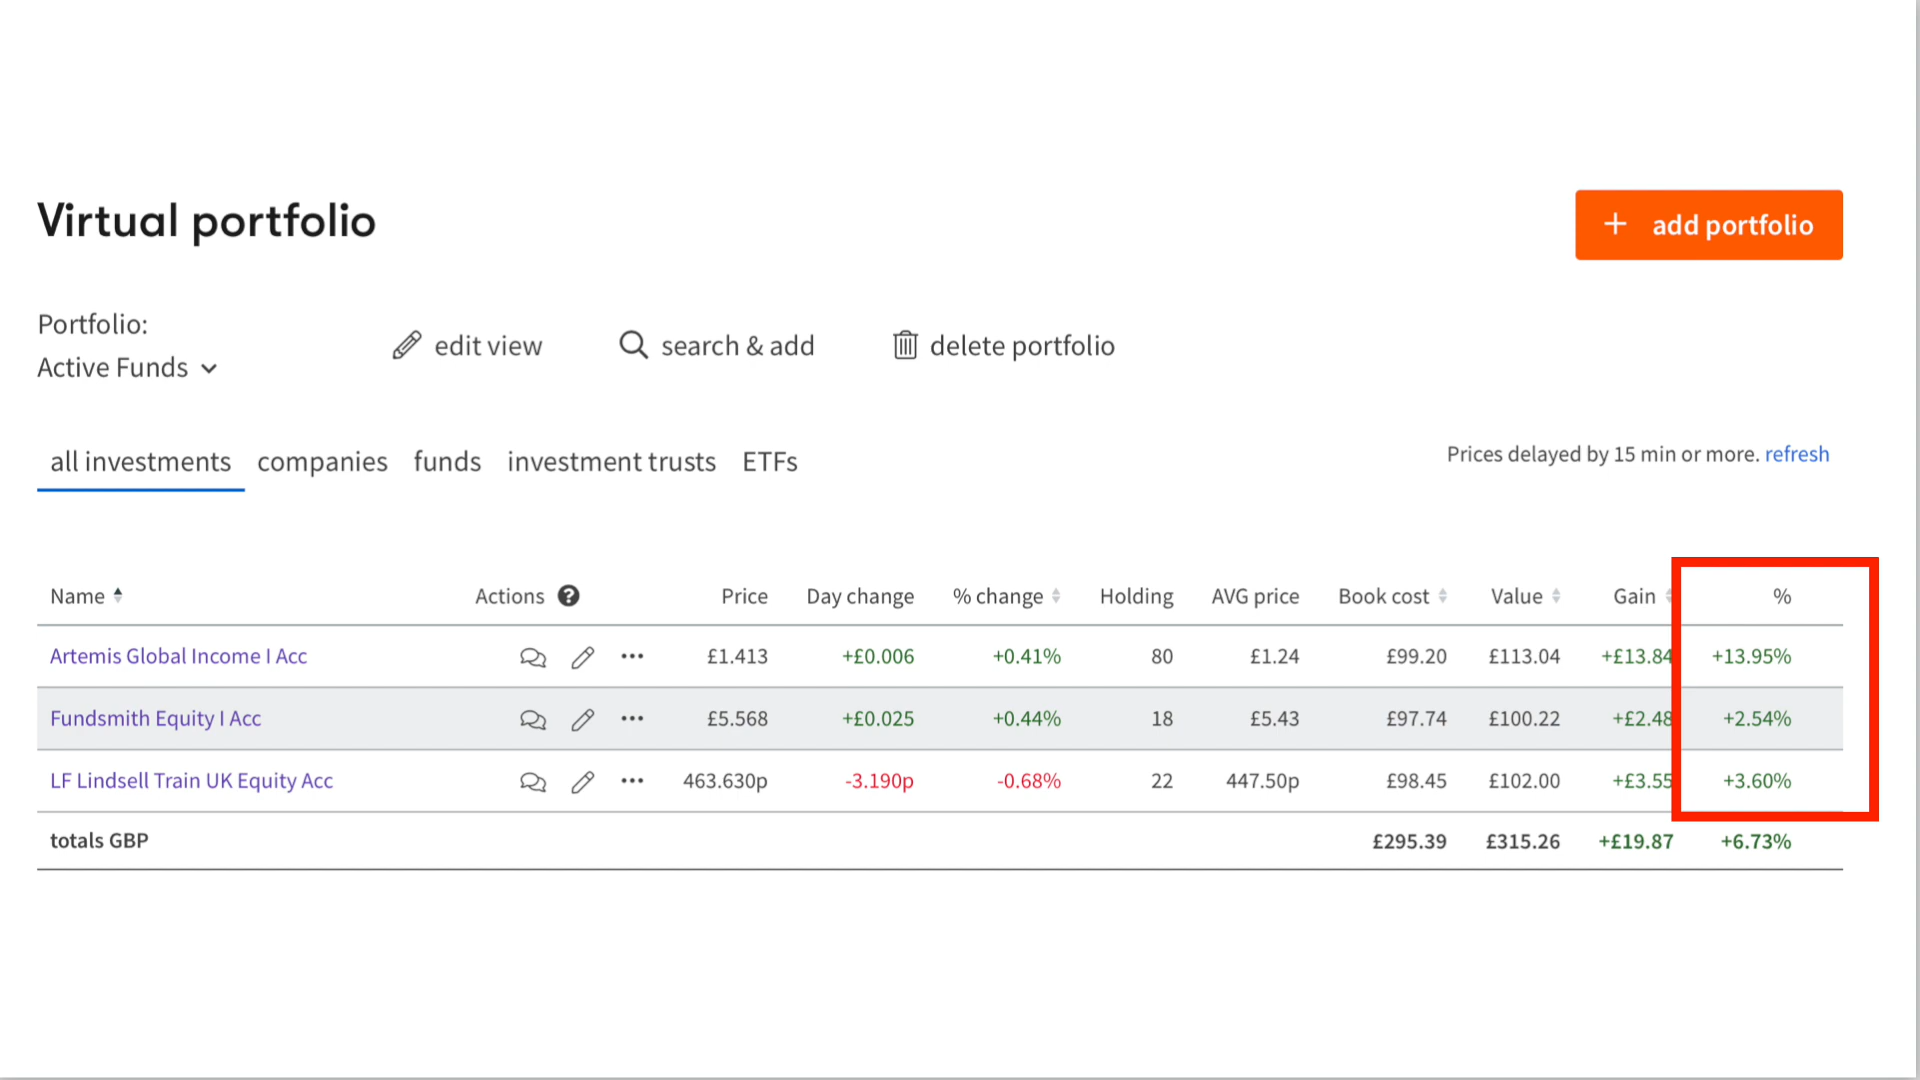 Virtual portfolio
+ add portfolio
Portfolio:
Active Funds
edit view
search & add
delete portfolio
all investments companies funds investment trusts ETFs
Prices delayed by 15 min or more. refresh
Name Actions ? Price Day change % change Holding AVG price Book cost Value Gain %
Artemis Global Income I Acc £1.413 +£0.006 +0.41% 80 £1.24 £99.20 £113.04 +£13.84 +13.95%
Fundsmith Equity I Acc £5.568 +£0.025 +0.44% 18 £5.43 £97.74 £100.22 +£2.48 +2.54%
LF Lindsell Train UK Equity Acc 463.630p -3.190p -0.68% 22 447.50p £98.45 £102.00 +£3.55 +3.60%
totals GBP £295.39 £315.26 +£19.87 +6.73%